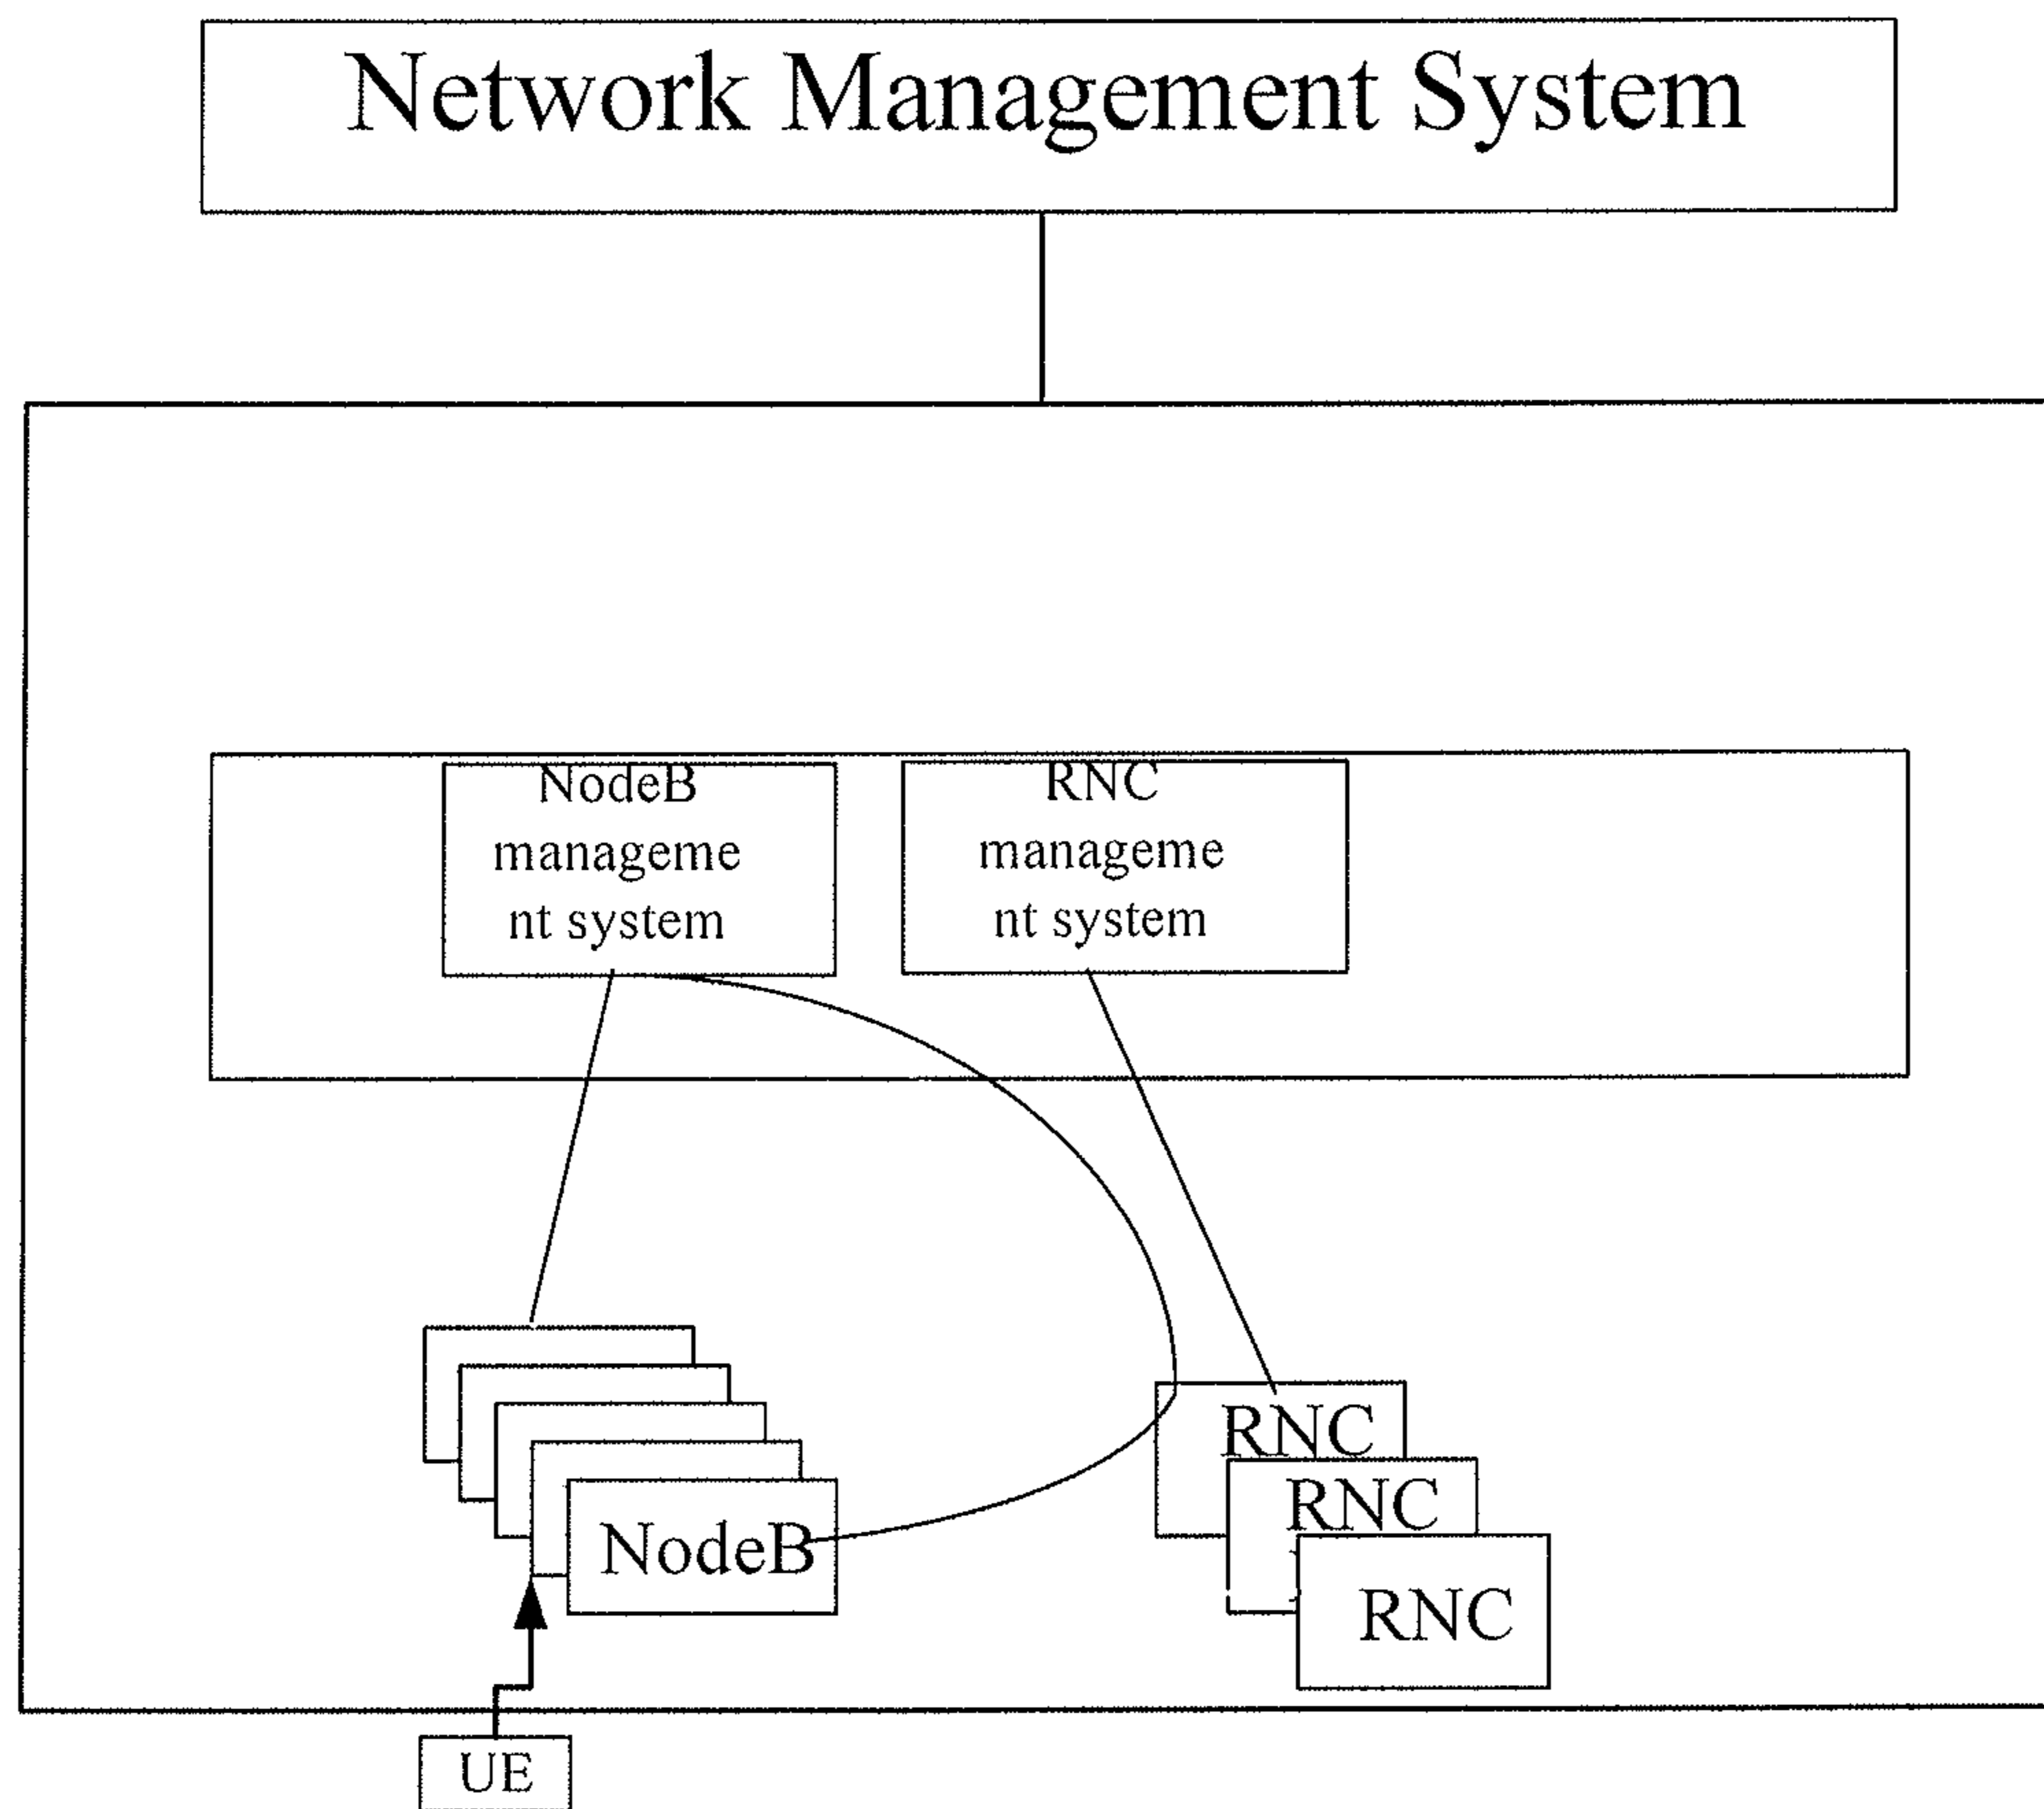 Network Management System
NodeB
manageme
nt system
RNC
manageme
nt system
NodeB
RNC
RNC
RNC
UE